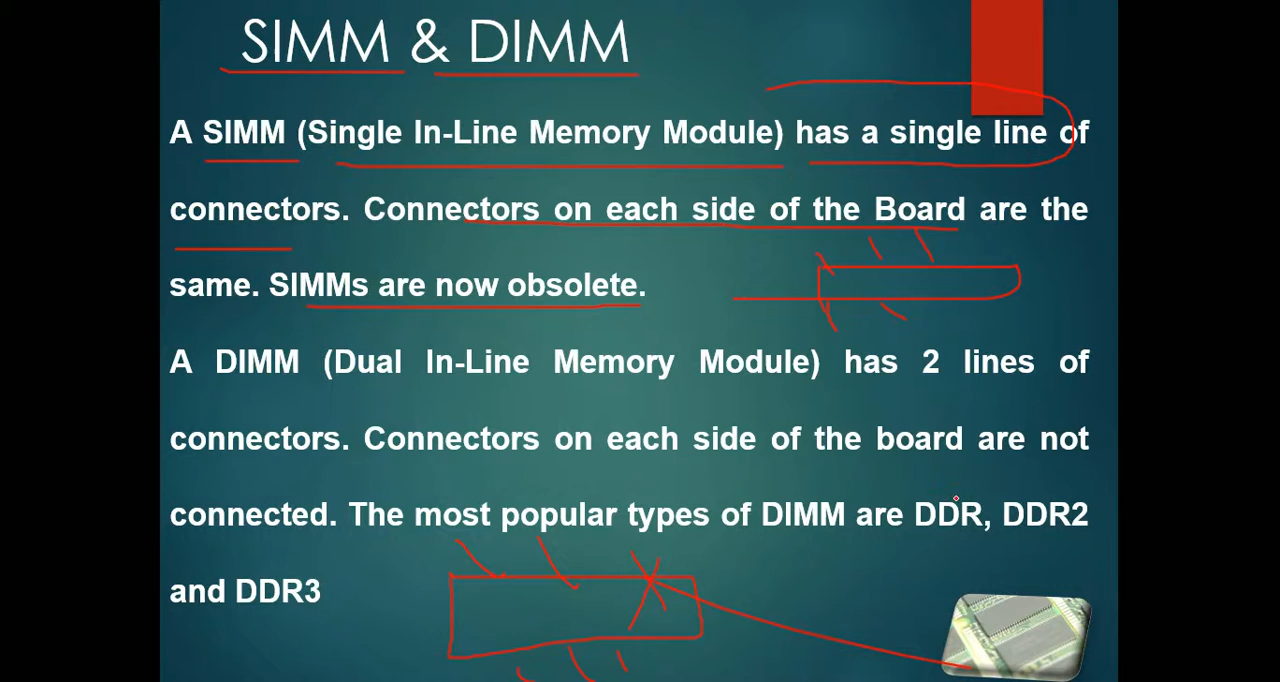 SIMM & DIMM
A SIMM (Single In-Line Memory Module) has a single line of
connectors. Connectors on each side of the Board are the
same. SIMMs are now obsolete.
A DIMM (Dual In-Line Memory Module) has 2 lines of
connectors. Connectors on each side of the board are not
connected. The most popular types of DIMM are DDR, DDR2
and DDR3